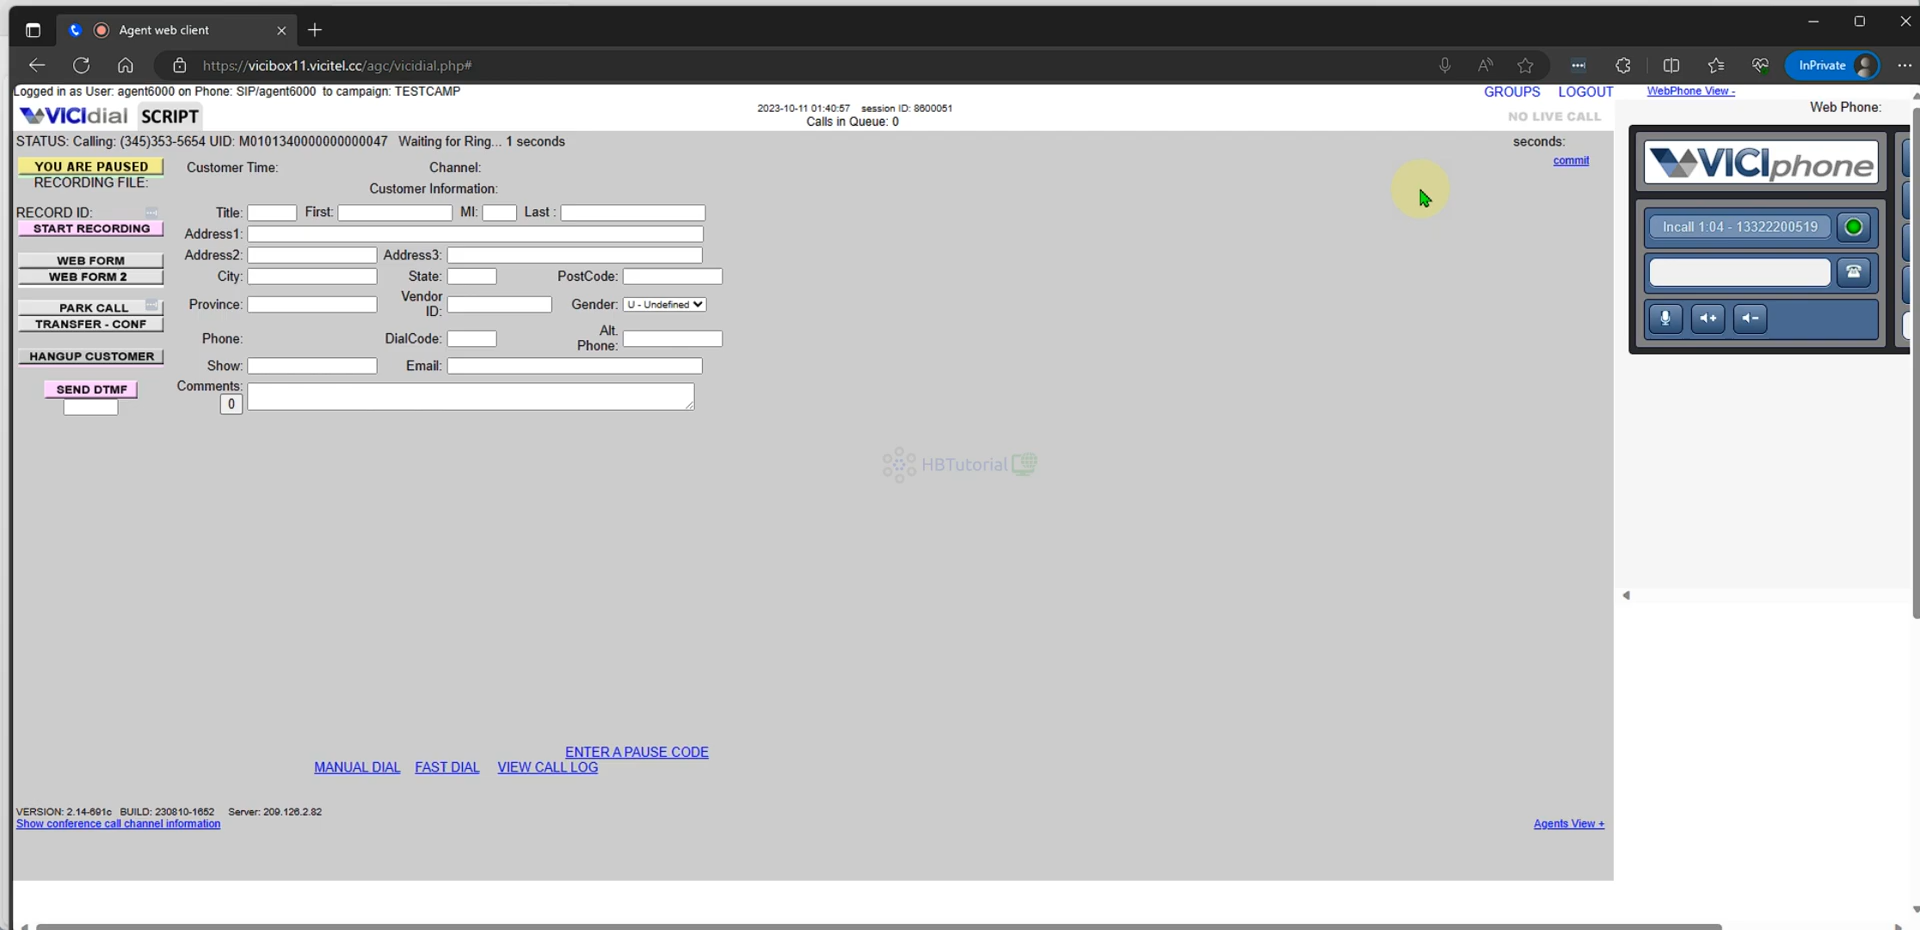 Agent web client
https://vicibox11.vicitel.cc/agc/vicidial.php#
InPrivate
Logged in as User: agent6000 on Phone: SIP/agent6000 to campaign: TESTCAMP
GROUPS LOGOUT WebPhone View -
VICIdial SCRIPT
2023-10-11 01:40:57 session ID: 8600051
Calls in Queue: 0
NO LIVE CALL
Web Phone:
STATUS: Calling: (345)353-5654 UID: M0101340000000000047 Waiting for Ring... 1 seconds
seconds:
YOU ARE PAUSED
Customer Time: Channel:
commit
VICIphone
RECORDING FILE:
Customer Information:
RECORD ID:
Title: First: MI: Last :
START RECORDING
Incall 1:04 - 13322200519
Address1:
Address2: Address3:
WEB FORM
WEB FORM 2
City: State: PostCode:
PARK CALL
Province: Vendor ID: Gender: U - Undefined
TRANSFER - CONF
Phone: DialCode: Alt. Phone:
HANGUP CUSTOMER
Show: Email:
SEND DTMF
Comments:
0
HBTutorial
ENTER A PAUSE CODE
MANUAL DIAL FAST DIAL VIEW CALL LOG
VERSION: 2.14-691c BUILD: 230810-1652 Server: 209.126.2.82
Show conference call channel information
Agents View +